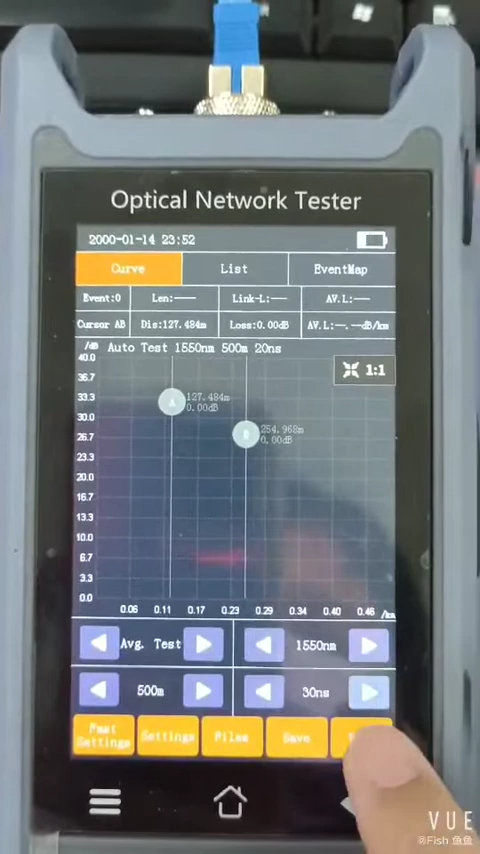 Optical Network Tester
2000-01-14 23:52
Curve List EventMap
Event:0 Len:—— Link-L:—— AV.L:——
Cursor AB Dis:127.484m Loss:0.00dB AV.L:—.—dB/km
/dB Auto Test 1550nm 500m 20ns
40.0
36.7
33.3
30.0
26.7
23.3
20.0
16.7
13.3
10.0
6.7
3.3
0.0
1:1
A 127.484m
0.00dB
B 254.968m
0.00dB
0.06 0.11 0.17 0.23 0.29 0.34 0.40 0.46 /km
Avg. Test 1550nm
500m 30ns
Fast Settings Settings Files Save
VUE
@Fish 鱼鱼